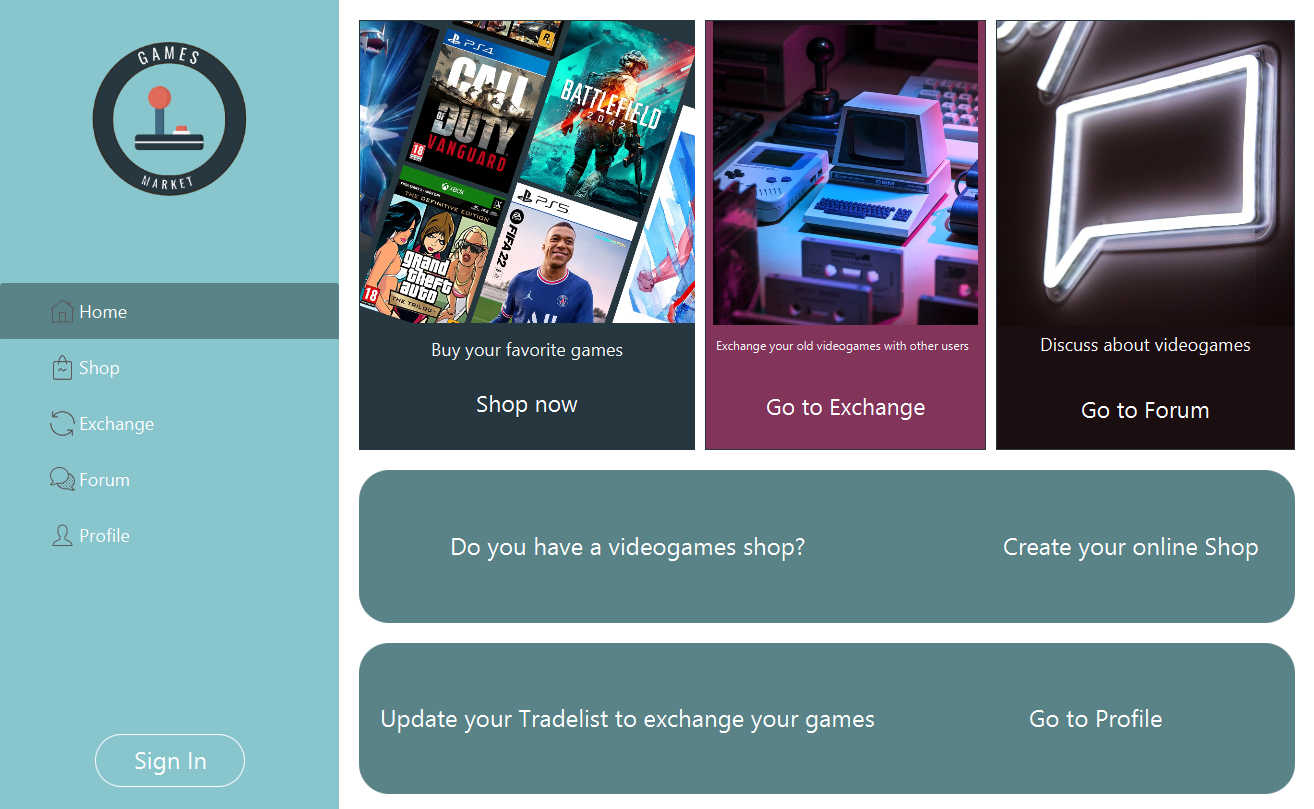 GAMES
MARKET
Home
Shop
Exchange
Forum
Profile
Sign In
PS4
CALL
OF
DUTY
VANGUARD
18
BATTLEFIELD
2042
XBOX
THE DEFINITIVE EDITION
grand
theft
auto
THE TRILOGY
18
PS5
EA
FIFA 22
R
Buy your favorite games
Shop now
Exchange your old videogames with other users
Go to Exchange
Discuss about videogames
Go to Forum
Do you have a videogames shop?
Create your online Shop
Update your Tradelist to exchange your games
Go to Profile